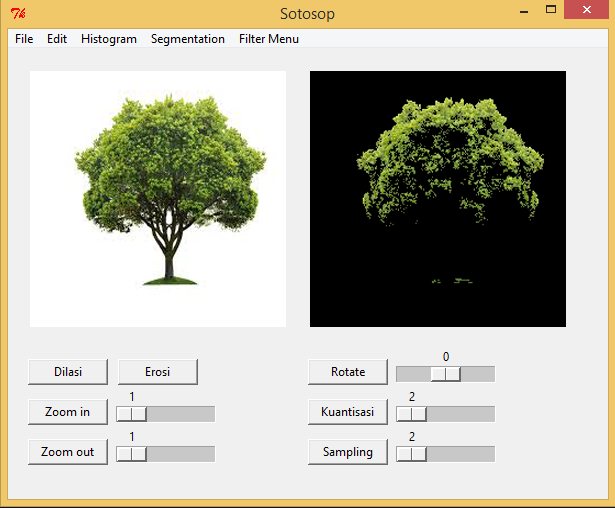 Sotosop
File Edit Histogram Segmentation Filter Menu
Dilasi Erosi Rotate 0
Zoom in 1 Kuantisasi 2
Zoom out 1 Sampling 2